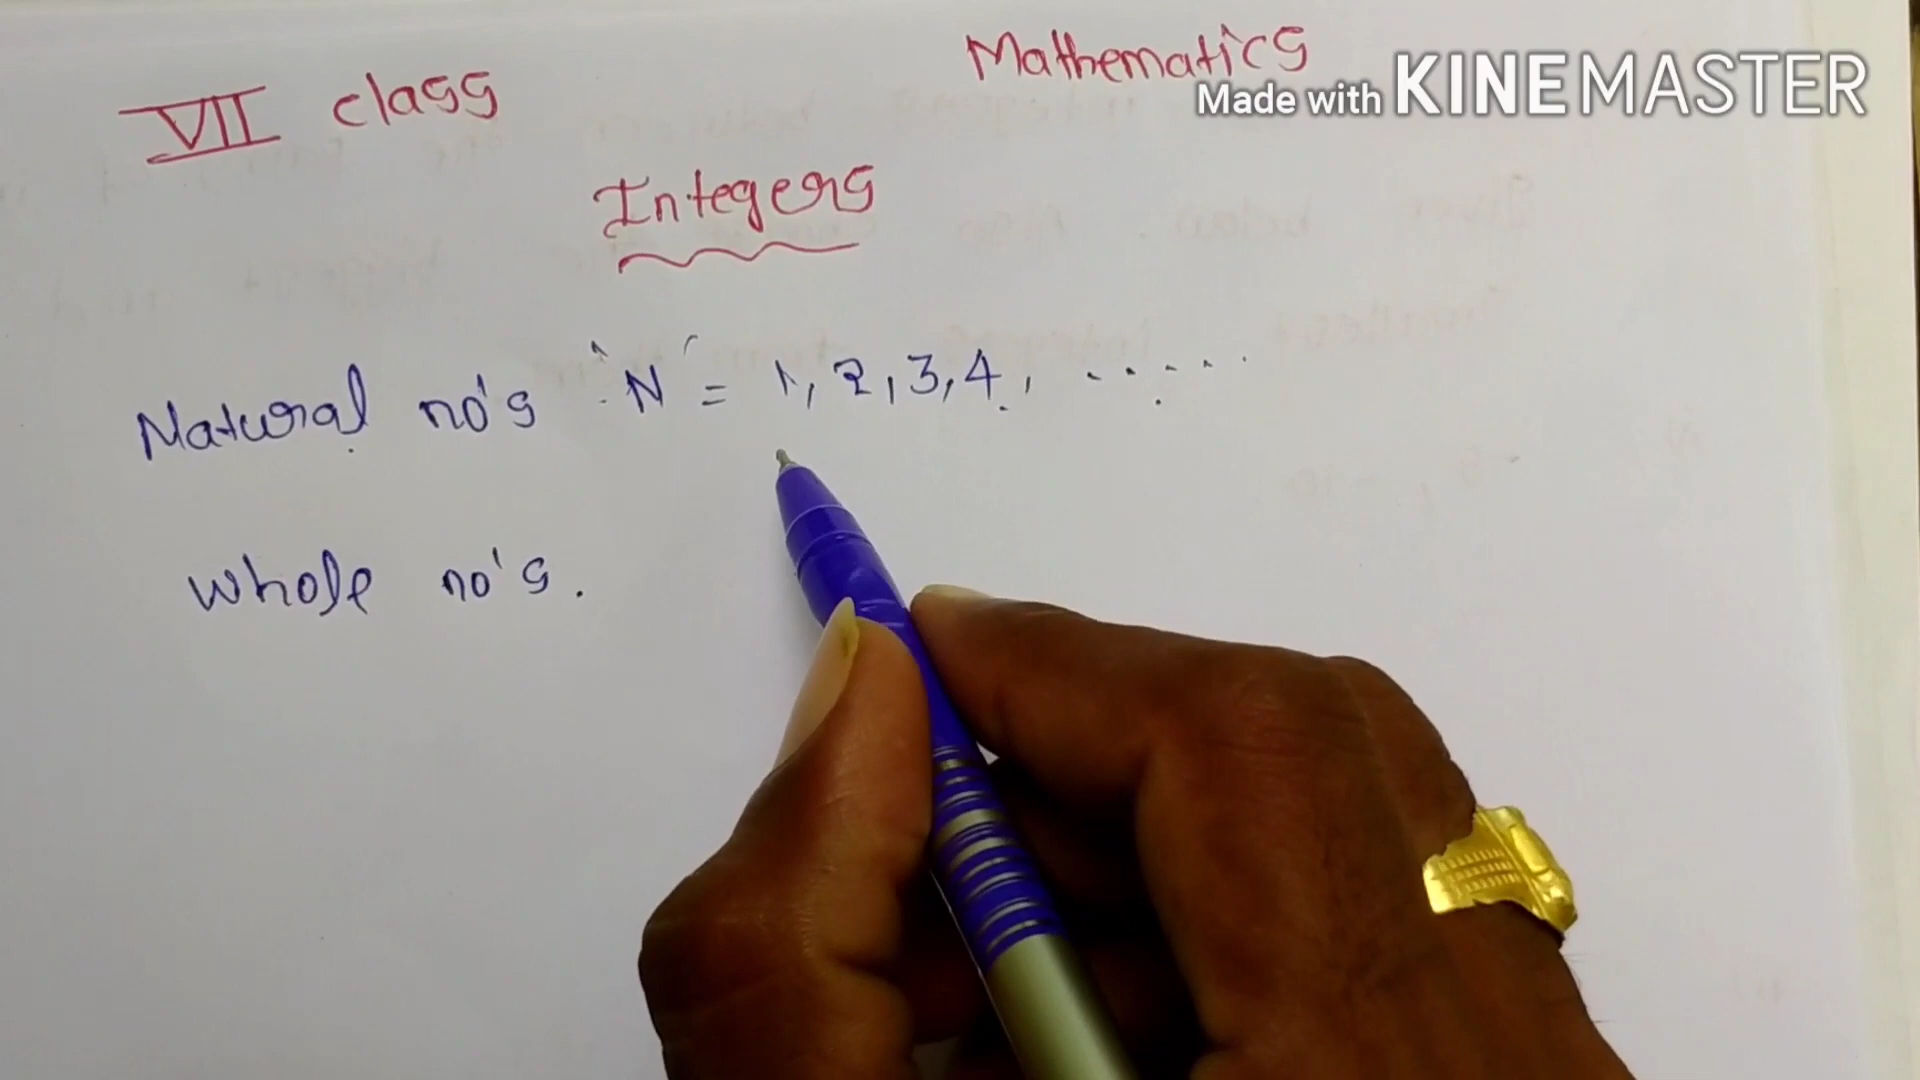 VII class
Mathematics
Made with KINEMASTER
Integers
Natural no's 'N' = 1, 2, 3, 4, .....
Whole no's.